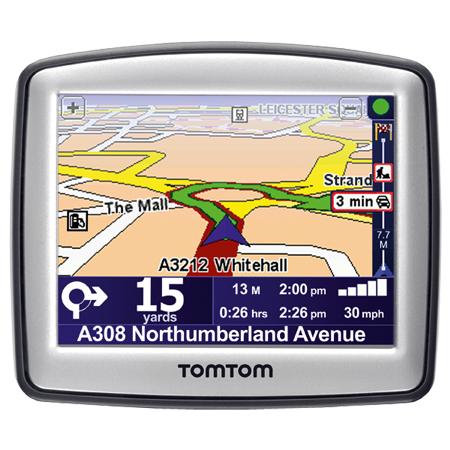 LEICESTER S
Strand
3 min
The Mall
7.7
M
A3212 Whitehall
15 yards
13 M 2:00 pm
0:26 hrs 2:26 pm 30 mph
A308 Northumberland Avenue
TOMTOM